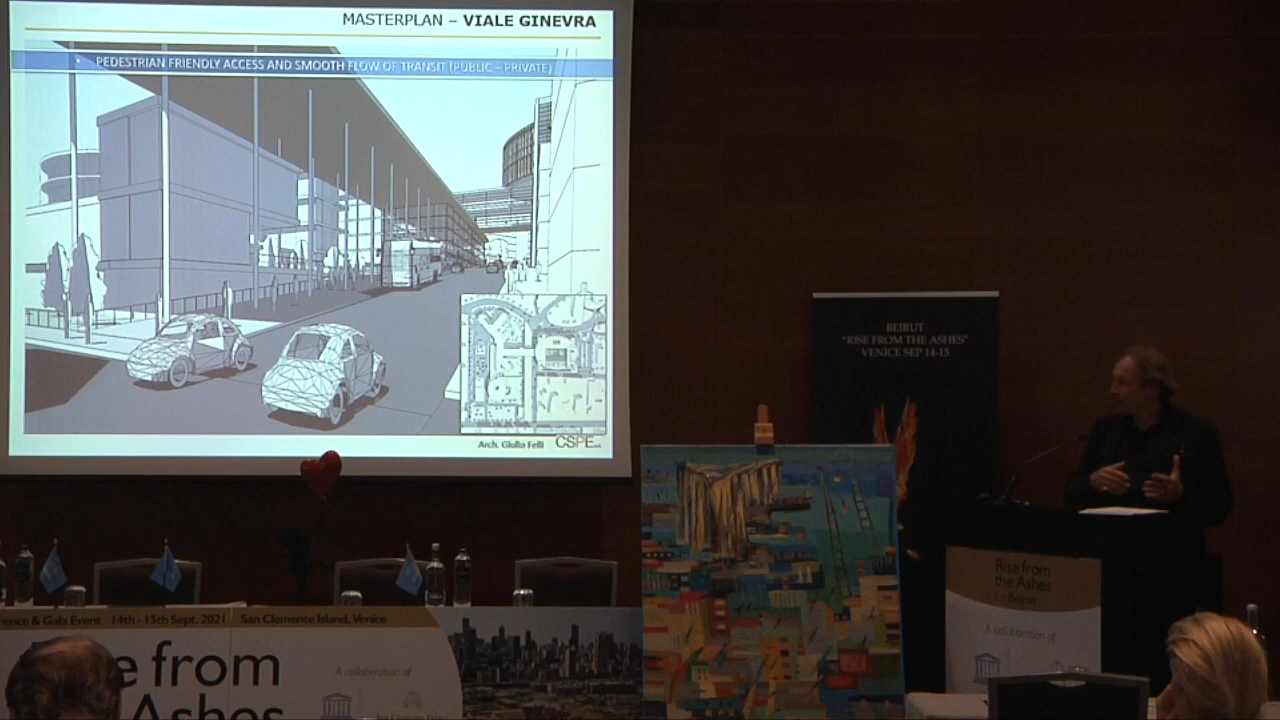 MASTERPLAN – VIALE GINEVRA
PEDESTRIAN FRIENDLY ACCESS AND SMOOTH FLOW OF TRANSIT (PUBLIC – PRIVATE)
Arch. Giulio Felli CSPE
BEIRUT
"RISE FROM THE ASHES"
VENICE SEP 14-15
Rise from
the Ashes
Beirut
A collaboration of
rence & Gala Event 14th - 15th Sept. 2021 San Clemente Island, Venice
e from
Ashes
A collaboration of